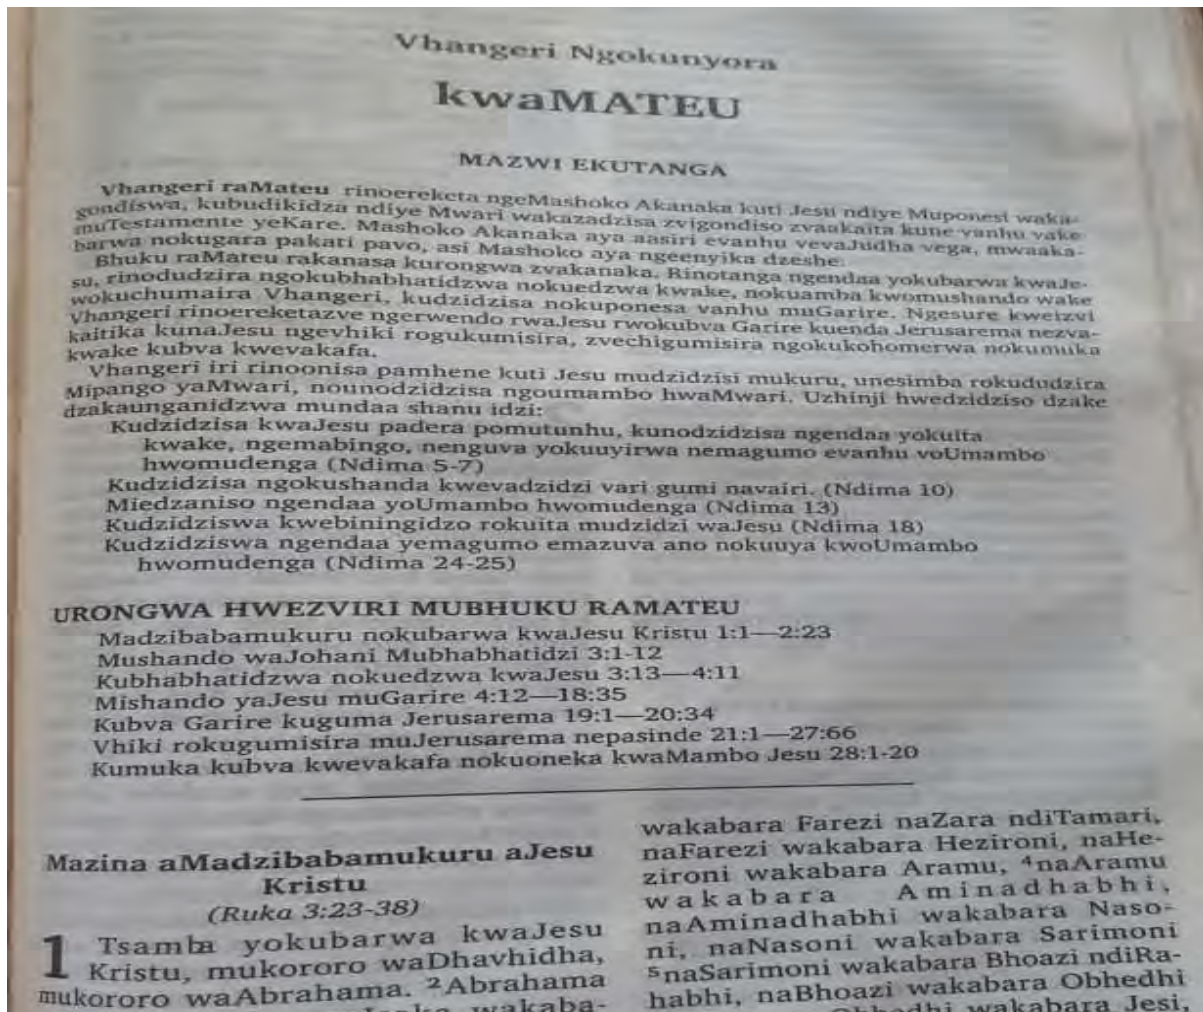 Vhangeri Ngokunyora
kwaMATEU
MAZWI EKUTANGA
Vhangeri raMateu rinoereketa ngeMashoko Akanaka kuti Jesu ndiye Muponesi waka-
gondiswa, kubudikidza ndiye Mwari wakazadzisa zvigondiso zvaakaita kune vanhu vake
muTestamente yeKare. Mashoko Akanaka aya aasiri evanhu vevaJudha vega, mwaaka-
barwa nokugara pakati pavo, asi Mashoko aya ngeenyika dzeshe.
Bhuku raMateu rakanasa kurongwa zvakanaka. Rinotanga ngendaa yokubarwa kwaJe-
su, rinodudzira ngokubhabhatidzwa nokuedzwa kwake, nokuamba kwomushando wake
wokuchumaira Vhangeri, kudzidzisa nokuponesa vanhu muGarire. Ngesure kweizvi
Vhangeri rinoereketazve ngerwendo rwaJesu rwokubva Garire kuenda Jerusarema nezva-
kaitika kunaJesu ngevhiki rogukumisira, zvechigumisira ngokukohomerwa nokumuka
kwake kubva kwevakafa.
Vhangeri iri rinoonisa pamhene kuti Jesu mudzidzisi mukuru, unesimba rokududzira
Mipango yaMwari, nounodzidzisa ngoumambo hwaMwari. Uzhinji hwedzidziso dzake
dzakaunganidzwa mundaa shanu idzi:
Kudzidzisa kwaJesu padera pomutunhu, kunodzidzisa ngendaa yokuita
kwake, ngemabingo, nenguva yokuuyirwa nemagumo evanhu voUmambo
hwomudenga (Ndima 5-7)
Kudzidzisa ngokushanda kwevadzidzi vari gumi navairi. (Ndima 10)
Miedzaniso ngendaa yoUmambo hwomudenga (Ndima 13)
Kudzidziswa kwebiningidzo rokuita mudzidzi waJesu (Ndima 18)
Kudzidziswa ngendaa yemagumo emazuva ano nokuuya kwoUmambo
hwomudenga (Ndima 24-25)
URONGWA HWEZVIRI MUBHUKU RAMATEU
Madzibabamukuru nokubarwa kwaJesu Kristu 1:1—2:23
Mushando waJohani Mubhabhatidzi 3:1-12
Kubhabhatidzwa nokuedzwa kwaJesu 3:13—4:11
Mishando yaJesu muGarire 4:12—18:35
Kubva Garire kuguma Jerusarema 19:1—20:34
Vhiki rokugumisira muJerusarema nepasinde 21:1—27:66
Kumuka kubva kwevakafa nokuoneka kwaMambo Jesu 28:1-20
Mazina aMadzibabamukuru aJesu
Kristu
(Ruka 3:23-38)
1 Tsamba yokubarwa kwaJesu
Kristu, mukororo waDhavhidha,
mukororo waAbrahama. ²Abrahama
wakaba-
wakabara Farezi naZara ndiTamari,
naFarezi wakabara Hezironi, naHe-
zironi wakabara Aramu, ⁴naAramu
wakabara Aminadhabhi,
naAminadhabhi wakabara Naso-
ni, naNasoni wakabara Sarimoni
⁵naSarimoni wakabara Bhoazi ndiRa-
habhi, naBhoazi wakabara Obhedhi
wakabara Jesi,